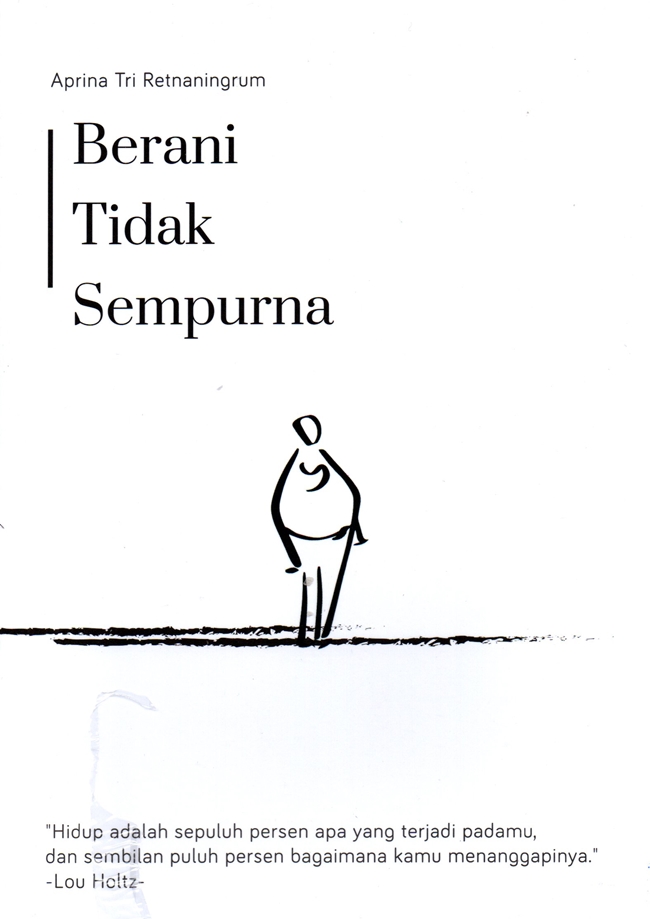 Aprina Tri Retnaningrum
Berani
Tidak
Sempurna
"Hidup adalah sepuluh persen apa yang terjadi padamu,
dan sembilan puluh persen bagaimana kamu menanggapinya."
-Lou Holtz-